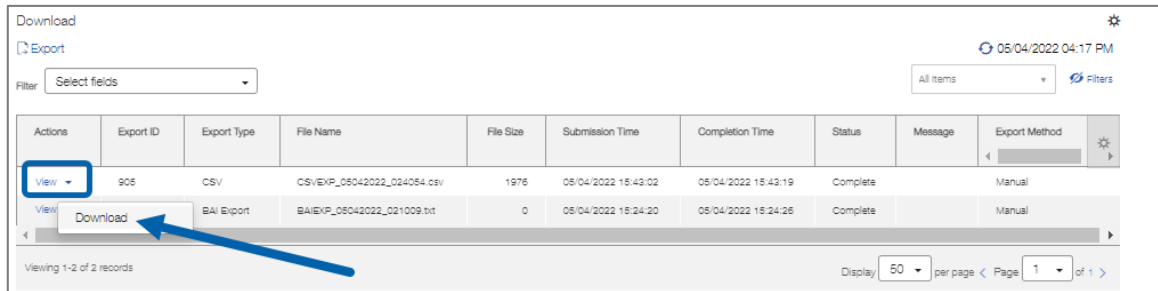 Download
Export
05/04/2022 04:17 PM
Filter Select fields All Items Filters
Actions Export ID Export Type File Name File Size Submission Time Completion Time Status Message Export Method
View 905 CSV CSVEXP_05042022_024054.csv 1976 05/04/2022 15:43:02 05/04/2022 15:43:19 Complete Manual
View BAI Export BAIEXP_05042022_021009.txt 0 05/04/2022 15:24:20 05/04/2022 15:24:26 Complete Manual
Download
Viewing 1-2 of 2 records Display 50 per page < Page 1 of 1 >